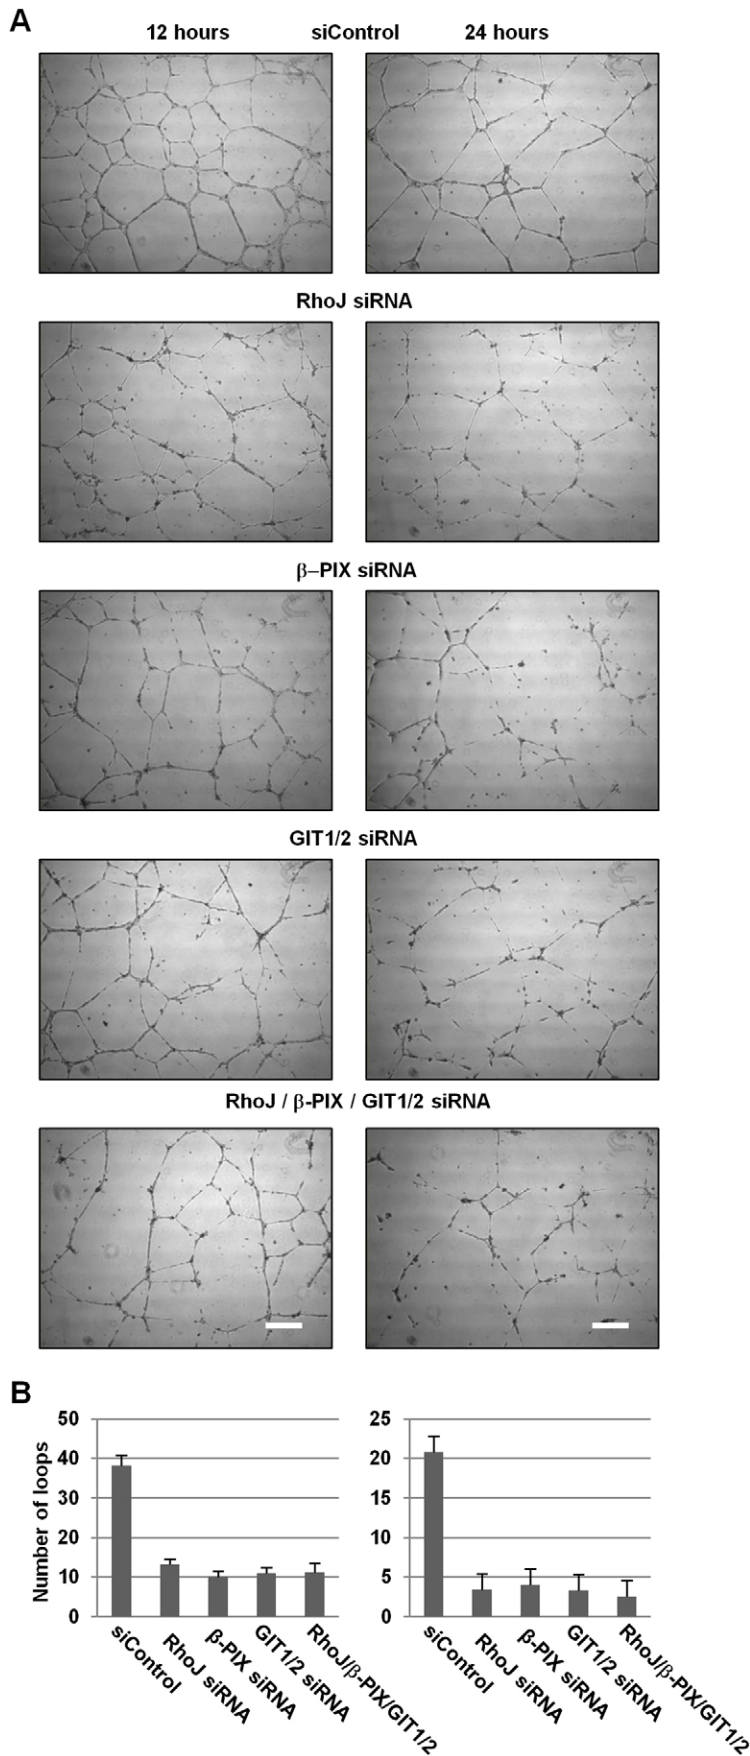 A
12 hours siControl 24 hours
RhoJ siRNA
β–PIX siRNA
GIT1/2 siRNA
RhoJ / β-PIX / GIT1/2 siRNA
B
Number of loops
50
40
30
20
10
0
siControl
RhoJ siRNA
β-PIX siRNA
GIT1/2 siRNA
RhoJ/β-PIX/GIT1/2
25
20
15
10
5
0
siControl
RhoJ siRNA
β-PIX siRNA
GIT1/2 siRNA
RhoJ/β-PIX/GIT1/2